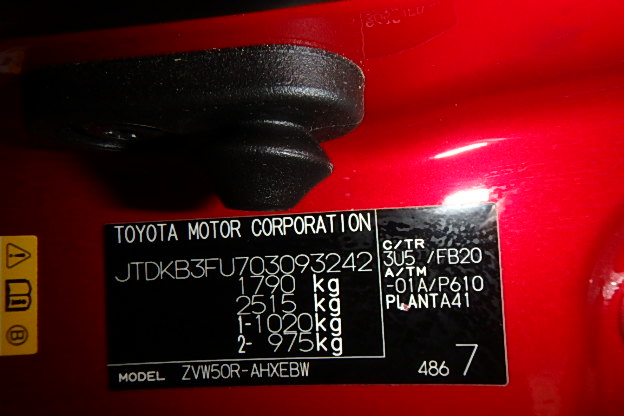 TOYOTA MOTOR CORPORATION
JTDKB3FU703093242
1790 kg
2515 kg
1-1020kg
2- 975kg
C/TR
3U5 /FB20
A/TM
-01A/P610
PLANTA41
MODEL ZVW50R-AHXEBW
486 7
B